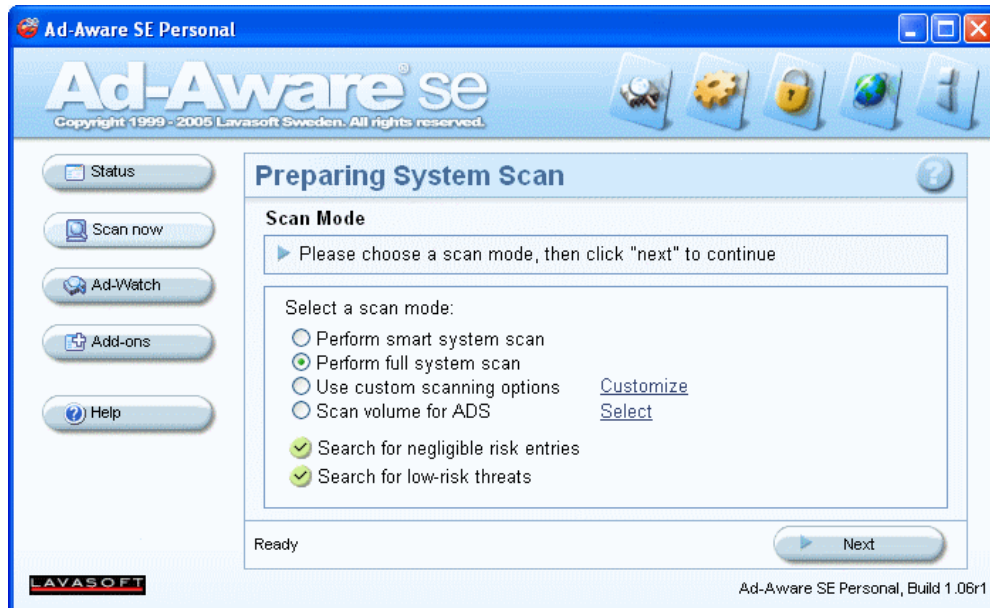 Ad-Aware SE Personal
Ad-Aware® SE
Copyright 1999 - 2005 Lavasoft Sweden. All rights reserved.
Status
Scan now
Ad-Watch
Add-ons
Help
Preparing System Scan
?
Scan Mode
Please choose a scan mode, then click "next" to continue
Select a scan mode:
Perform smart system scan
Perform full system scan
Use custom scanning options Customize
Scan volume for ADS Select
Search for negligible risk entries
Search for low-risk threats
Ready
Next
LAVASOFT
Ad-Aware SE Personal, Build 1.06r1